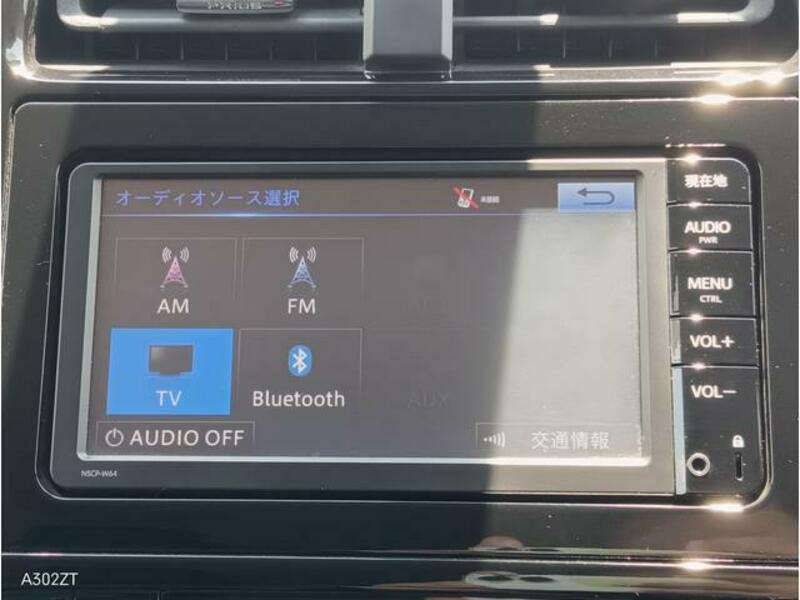 PRIUS
オーディオソース選択
未接続
現在地
AUDIO
PWR
AM
FM
MENU
CTRL
VOL+
TV
Bluetooth
AUX
VOL-
AUDIO OFF
交通情報
NSCP-W64
A302ZT